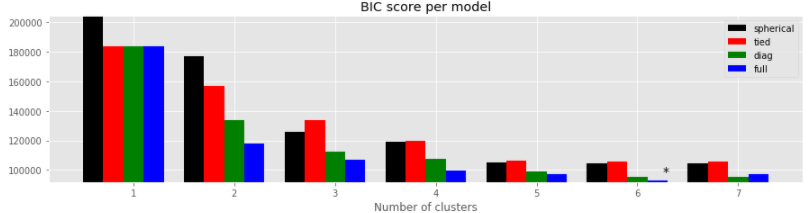 BIC score per model
200000
180000
160000
140000
120000
100000
spherical
tied
diag
full
*
1 2 3 4 5 6 7
Number of clusters